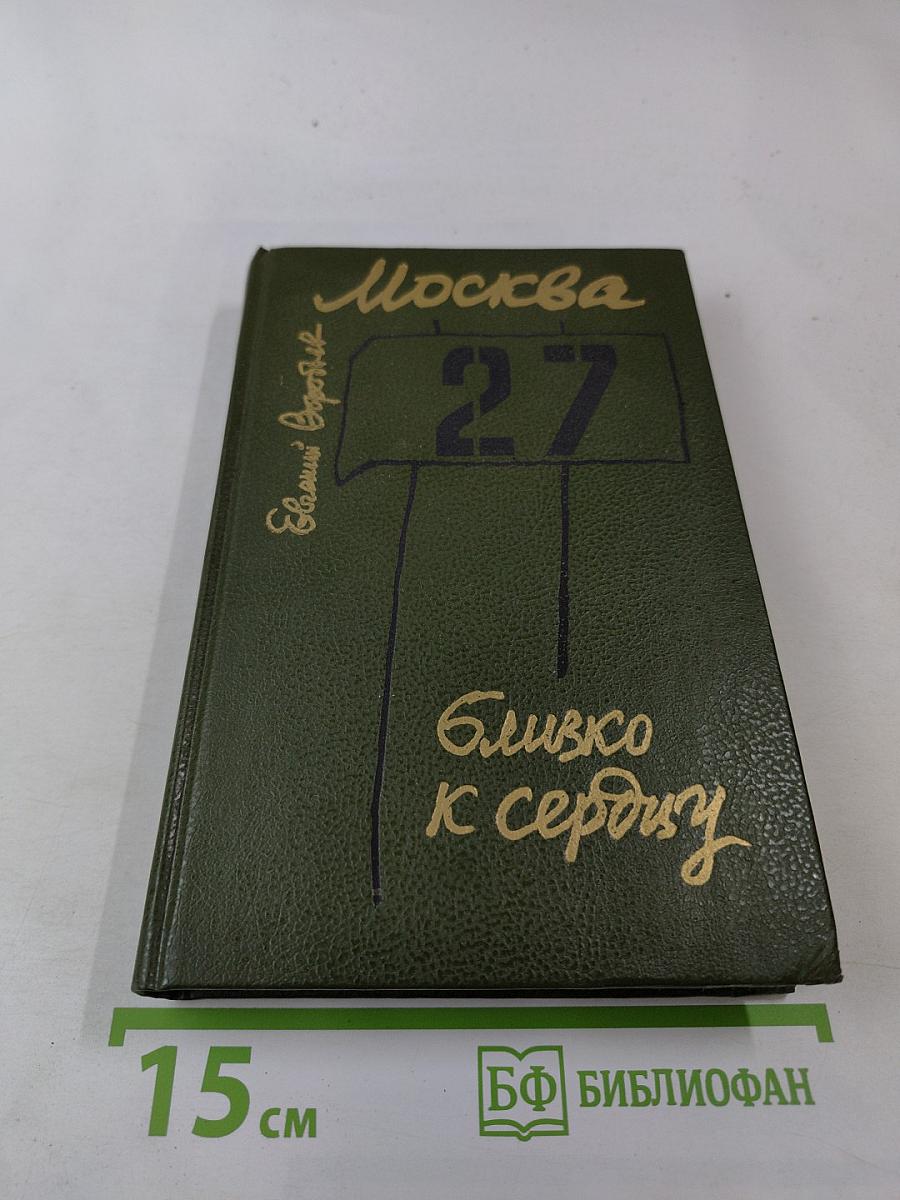 Москва
Евгений Воробьев
27
близко
к сердцу
15 см
БФ БИБЛИОФАН